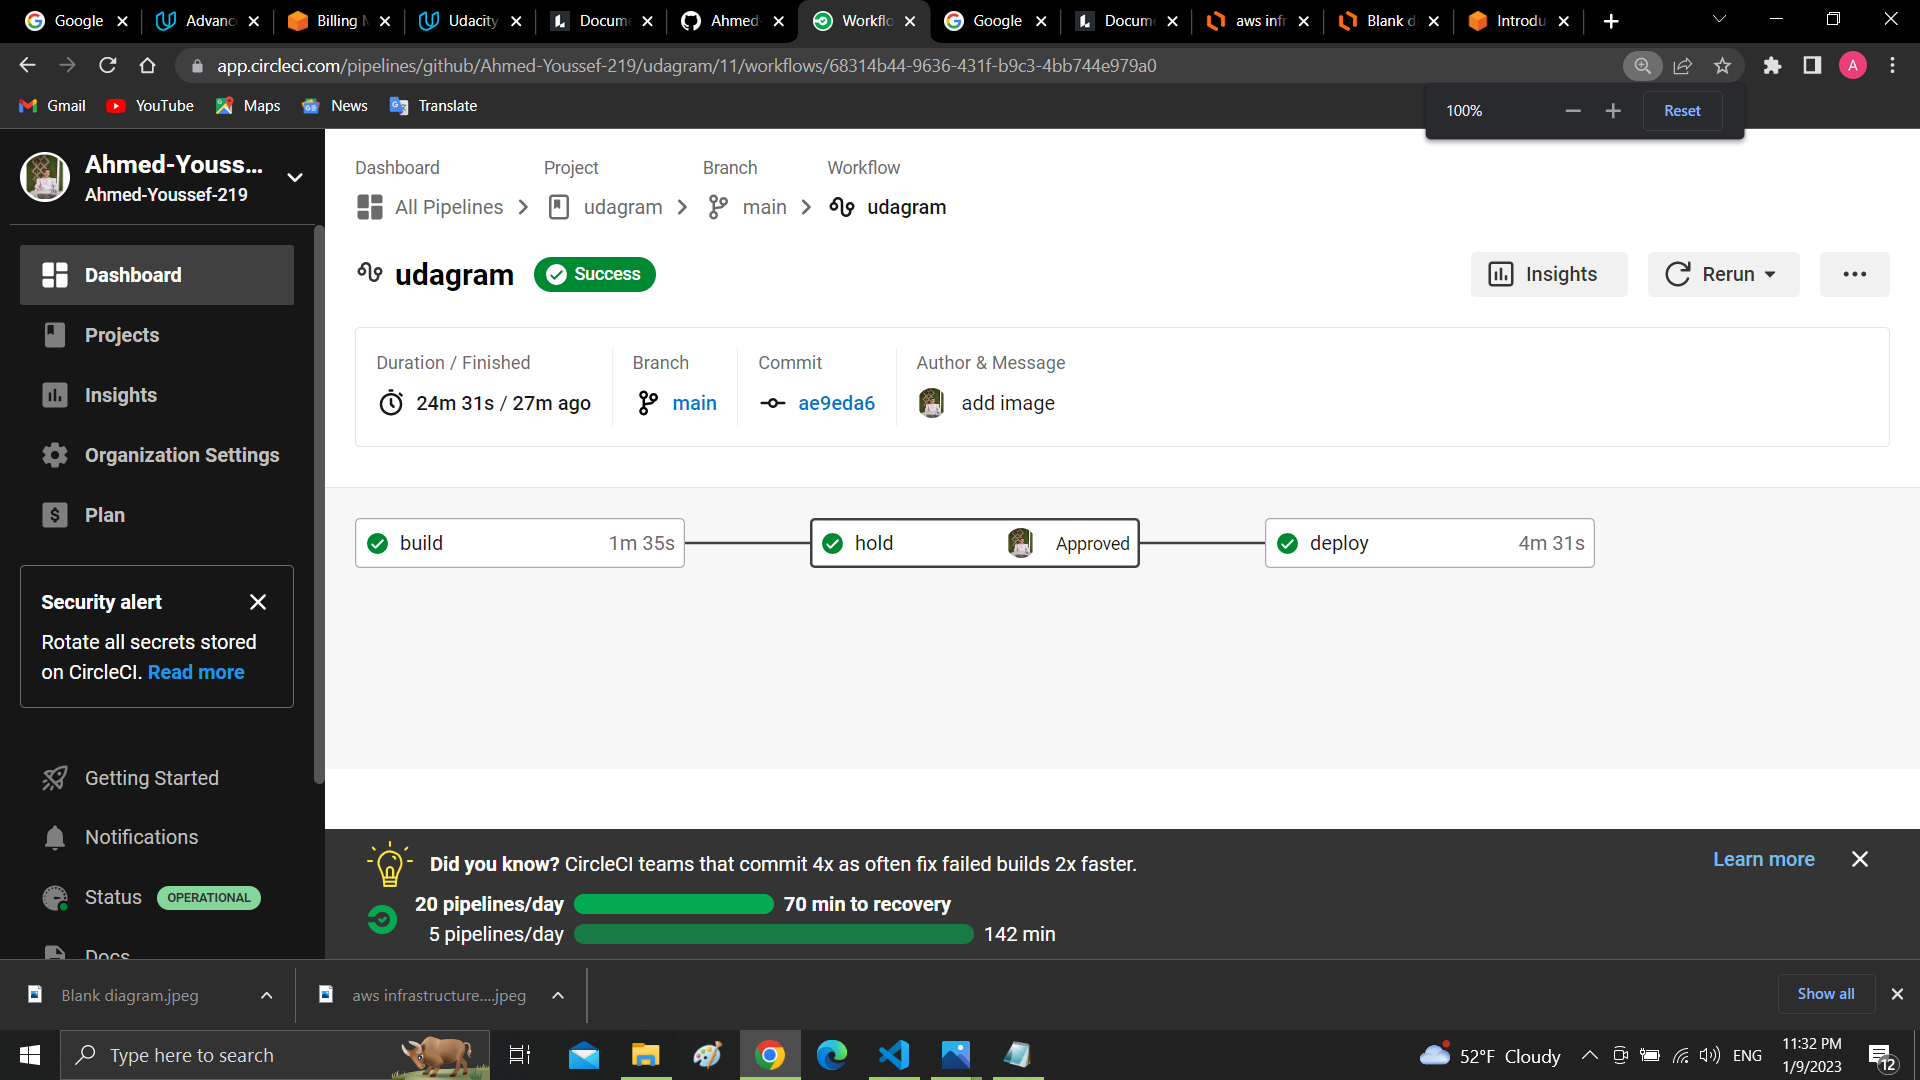 Google
Advanc
Billing M
Udacity
Docume
Ahmed-
Workflo
Google
Docume
aws infr
Blank d
Introdu
app.circleci.com/pipelines/github/Ahmed-Youssef-219/udagram/11/workflows/68314b44-9636-431f-b9c3-4bb744e979a0
A
Gmail
YouTube
Maps
News
Translate
100%
Reset
Ahmed-Youss...
Ahmed-Youssef-219
Dashboard
Projects
Insights
Organization Settings
Plan
Security alert
Rotate all secrets stored
on CircleCI. Read more
Getting Started
Notifications
Status OPERATIONAL
Docs
Dashboard Project Branch Workflow
All Pipelines udagram main udagram
udagram Success
Insights
Rerun
Duration / Finished
24m 31s / 27m ago
Branch
main
Commit
ae9eda6
Author & Message
add image
build 1m 35s
hold Approved
deploy 4m 31s
Did you know? CircleCI teams that commit 4x as often fix failed builds 2x faster.
Learn more
20 pipelines/day 70 min to recovery
5 pipelines/day 142 min
Blank diagram.jpeg
aws infrastructure....jpeg
Show all
Type here to search
52°F Cloudy
ENG
11:32 PM
1/9/2023
12